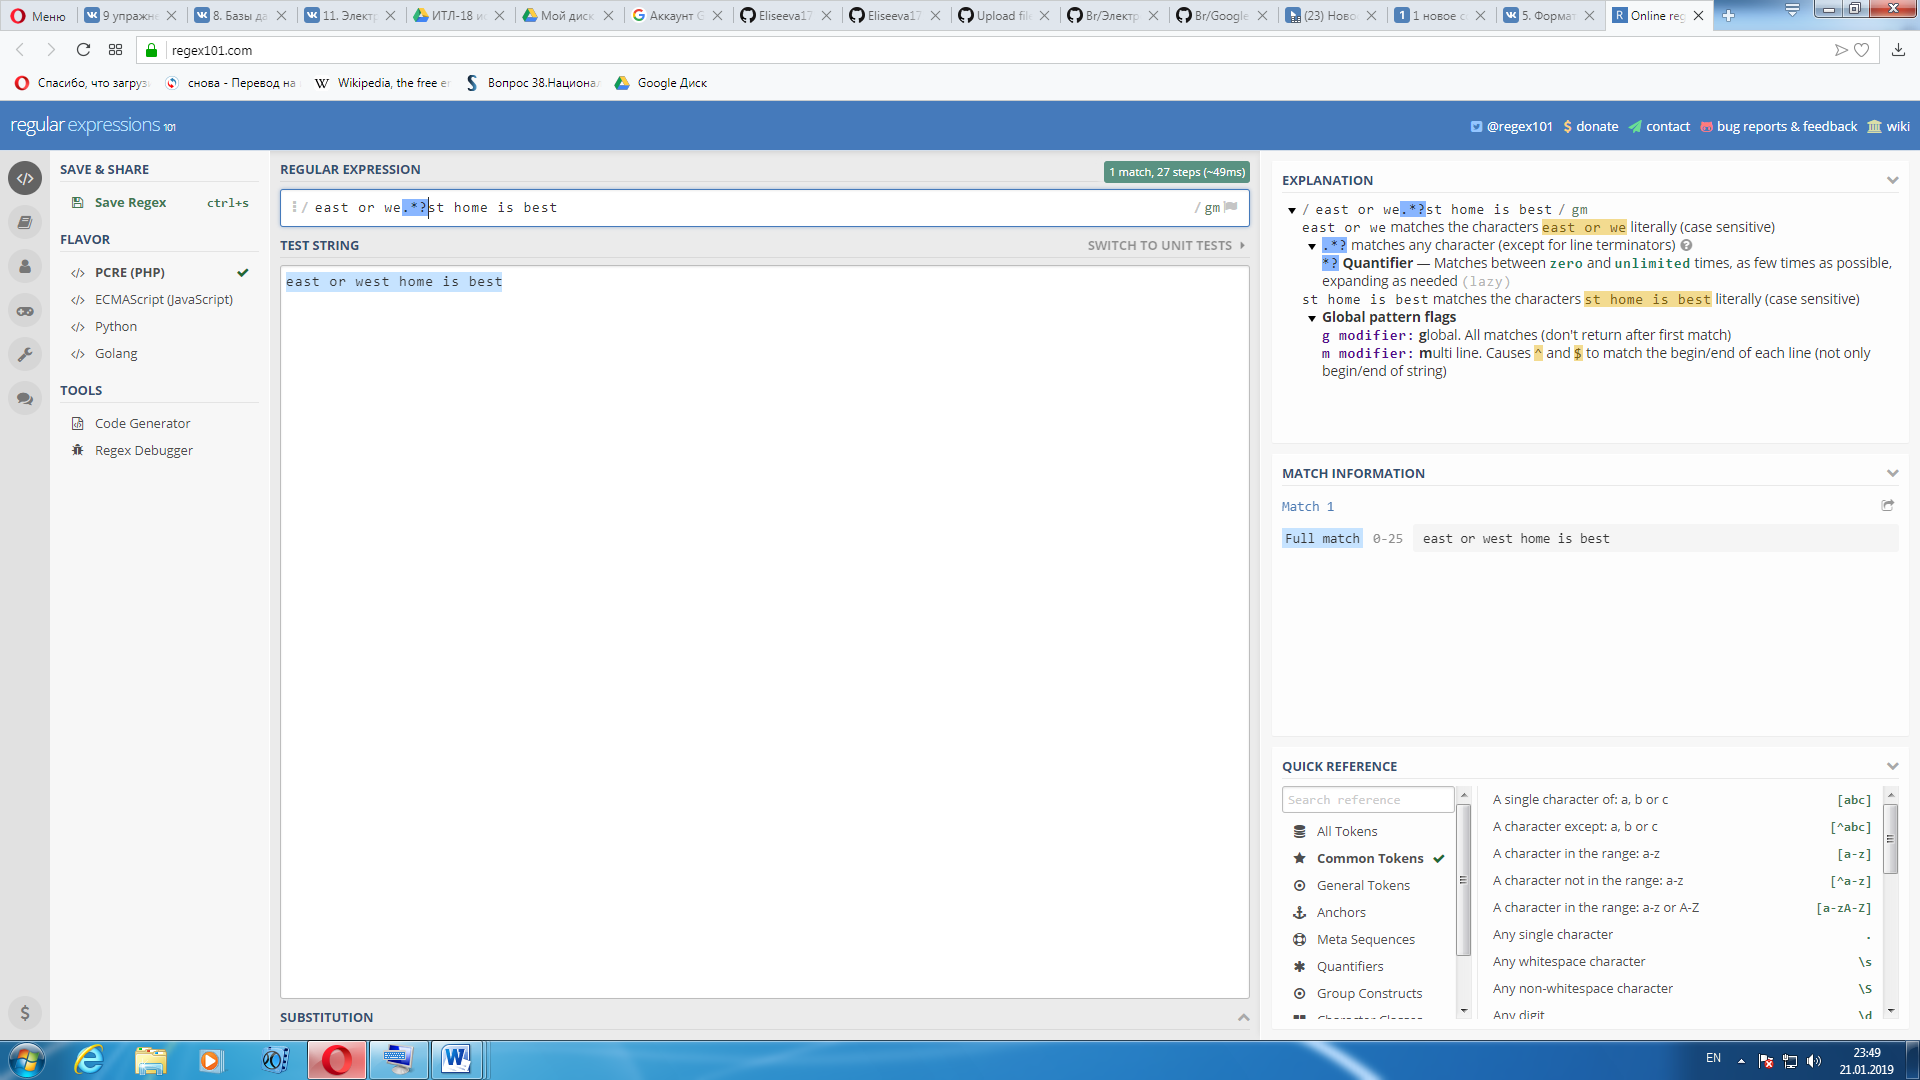 Меню
9 упражне
8. Базы да
11. Электр
ИТЛ-18 ис
Мой диск
Аккаунт G
Eliseeva17
Eliseeva17
Upload file
Br/Электр
Br/Google
(23) Новос
1 новое с
5. Формат
Online reg
regex101.com
Спасибо, что загрузи
снова - Перевод на
Wikipedia, the free en
Вопрос 38.Национал
Google Диск
regular expressions 101
@regex101
donate
contact
bug reports & feedback
wiki
SAVE & SHARE
Save Regex ctrl+s
FLAVOR
PCRE (PHP)
ECMAScript (JavaScript)
Python
Golang
TOOLS
Code Generator
Regex Debugger
REGULAR EXPRESSION
1 match, 27 steps (~49ms)
/ east or we.*?st home is best / gm
TEST STRING
SWITCH TO UNIT TESTS
east or west home is best
SUBSTITUTION
EXPLANATION
/ east or we.*?st home is best / gm
east or we matches the characters east or we literally (case sensitive)
.*? matches any character (except for line terminators)
*? Quantifier — Matches between zero and unlimited times, as few times as possible,
expanding as needed (lazy)
st home is best matches the characters st home is best literally (case sensitive)
Global pattern flags
g modifier: global. All matches (don't return after first match)
m modifier: multi line. Causes ^ and $ to match the begin/end of each line (not only
begin/end of string)
MATCH INFORMATION
Match 1
Full match 0-25 east or west home is best
QUICK REFERENCE
Search reference
All Tokens
Common Tokens
General Tokens
Anchors
Meta Sequences
Quantifiers
Group Constructs
Character Classes
A single character of: a, b or c [abc]
A character except: a, b or c [^abc]
A character in the range: a-z [a-z]
A character not in the range: a-z [^a-z]
A character in the range: a-z or A-Z [a-zA-Z]
Any single character .
Any whitespace character \s
Any non-whitespace character \S
Any digit \d
EN
23:49
21.01.2019